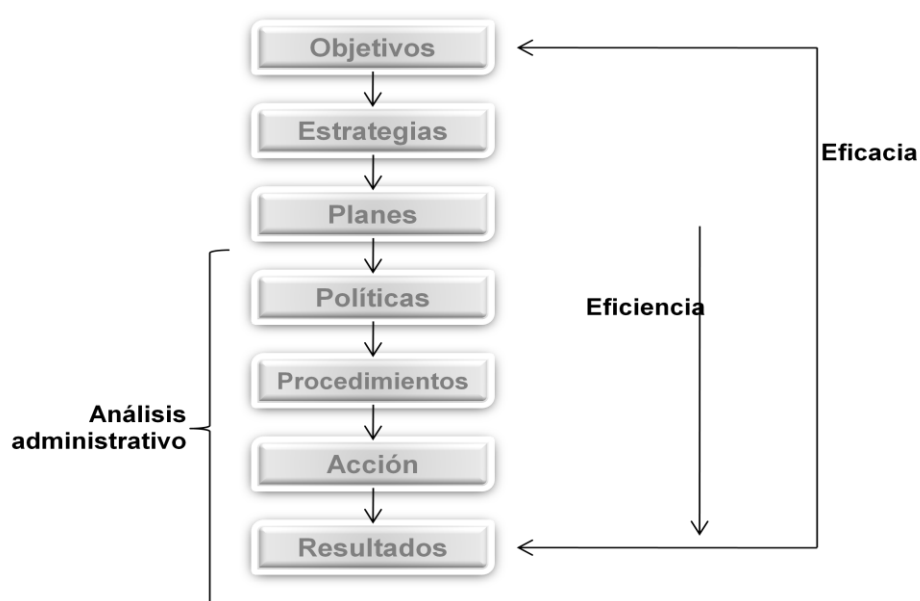 Objetivos
Estrategias
Eficacia
Planes
Políticas
Eficiencia
Procedimientos
Análisis
administrativo
Acción
Resultados